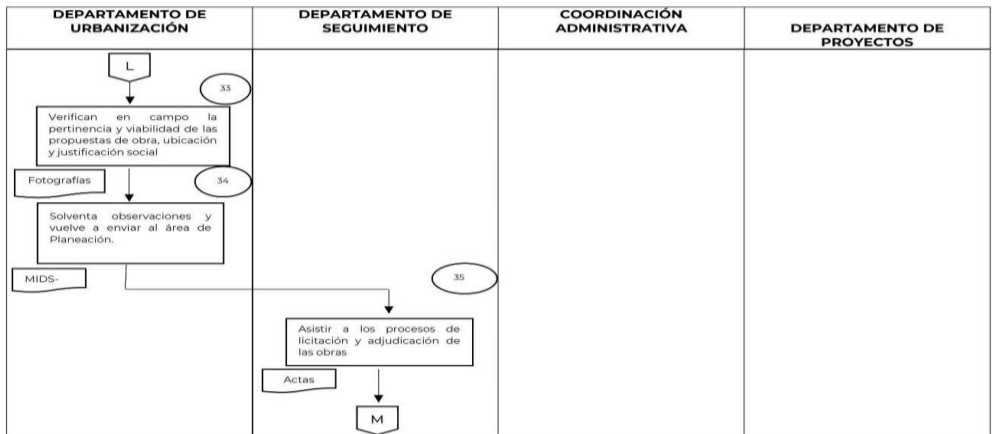 DEPARTAMENTO DE
URBANIZACIÓN
DEPARTAMENTO DE
SEGUIMIENTO
COORDINACIÓN
ADMINISTRATIVA
DEPARTAMENTO DE
PROYECTOS
L
33
Verifican en campo la
pertinencia y viabilidad de las
propuestas de obra, ubicación
y justificación social
Fotografías
34
Solventa observaciones y
vuelve a enviar al área de
Planeación.
MIDS-
35
Asistir a los procesos de
licitación y adjudicación de
las obras
Actas
M